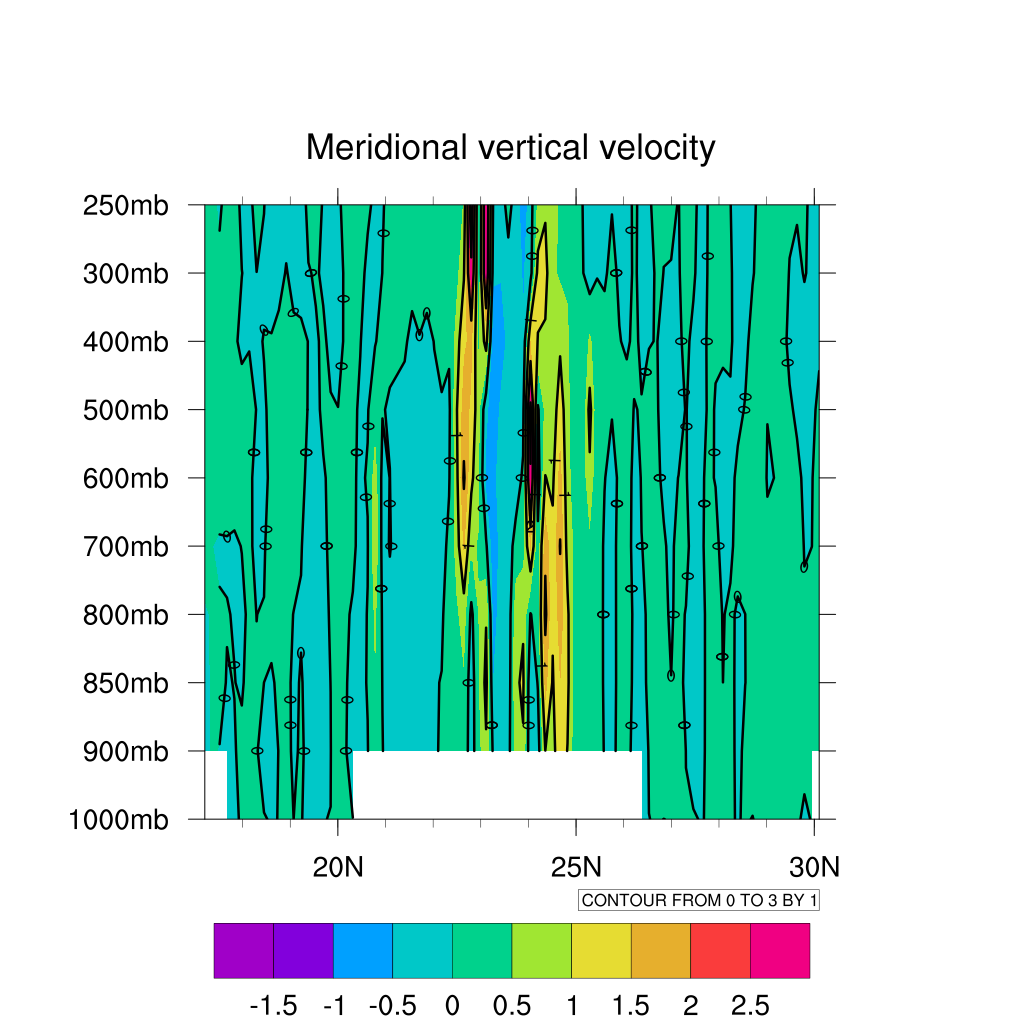 Meridional vertical velocity
250mb
300mb
400mb
500mb
600mb
700mb
800mb
850mb
900mb
1000mb
20N 25N 30N
CONTOUR FROM 0 TO 3 BY 1
-1.5 -1 -0.5 0 0.5 1 1.5 2 2.5